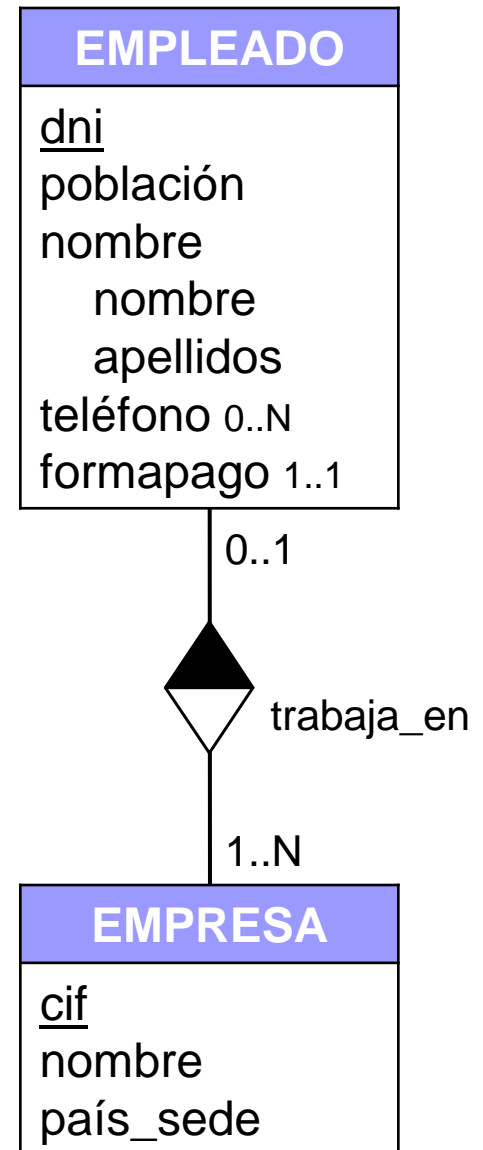 EMPLEADO
dni
población
nombre
nombre
apellidos
teléfono 0..N
formapago 1..1
0..1
trabaja_en
1..N
EMPRESA
cif
nombre
país_sede